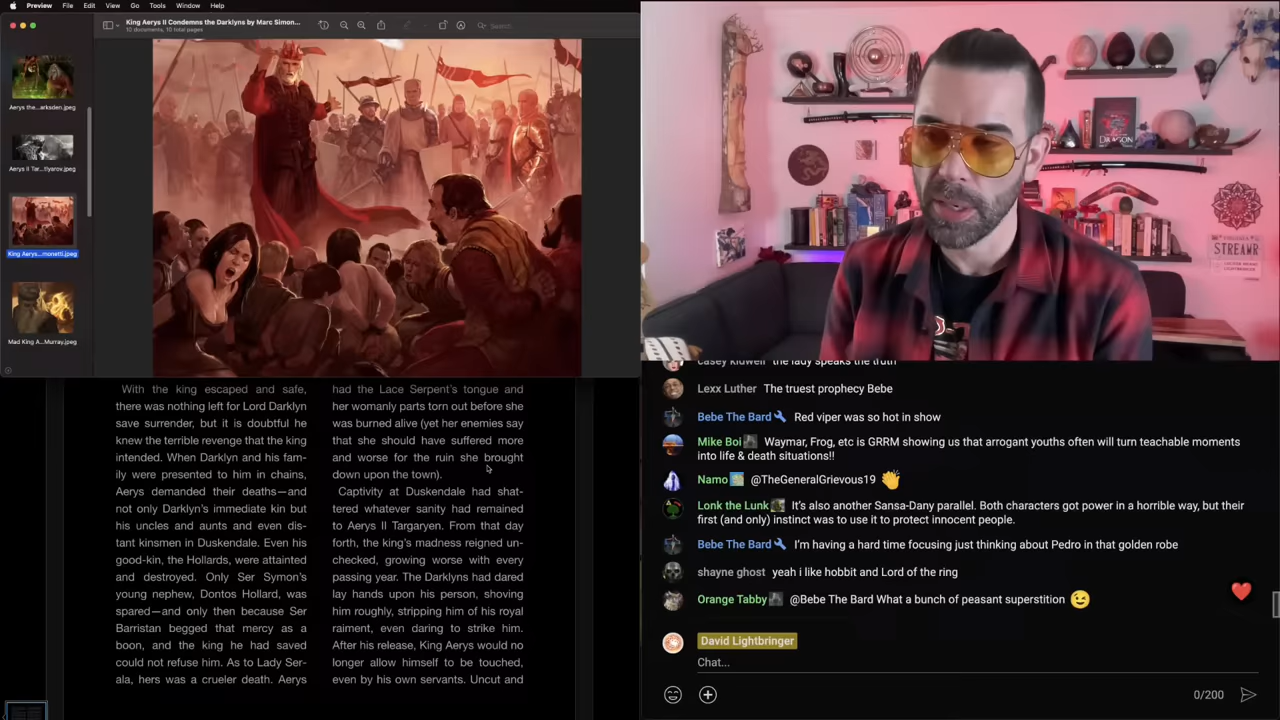 Preview File Edit View Go Tools Window Help
King Aerys II Condemns the Darklyns by Marc Simon...
10 documents, 10 total pages
Search
Aerys the...arksden.jpeg
Aerys II Tar...ttyarov.jpeg
King Aerys...monetti.jpeg
Mad King A...Murray.jpeg
With the king escaped and safe,
there was nothing left for Lord Darklyn
save surrender, but it is doubtful he
knew the terrible revenge that the king
intended. When Darklyn and his fam-
ily were presented to him in chains,
Aerys demanded their deaths—and
not only Darklyn's immediate kin but
his uncles and aunts and even dis-
tant kinsmen in Duskendale. Even his
good-kin, the Hollards, were attainted
and destroyed. Only Ser Symon's
young nephew, Dontos Hollard, was
spared—and only then because Ser
Barristan begged that mercy as a
boon, and the king he had saved
could not refuse him. As to Lady Ser-
ala, hers was a crueler death. Aerys
had the Lace Serpent's tongue and
her womanly parts torn out before she
was burned alive (yet her enemies say
that she should have suffered more
and worse for the ruin she brought
down upon the town).
Captivity at Duskendale had shat-
tered whatever sanity had remained
to Aerys II Targaryen. From that day
forth, the king's madness reigned un-
checked, growing worse with every
passing year. The Darklyns had dared
lay hands upon his person, shoving
him roughly, stripping him of his royal
raiment, even daring to strike him.
After his release, King Aerys would no
longer allow himself to be touched,
even by his own servants. Uncut and
DRAGON
STREAWR
casey kidwell the lady speaks the truth
Lexx Luther The truest prophecy Bebe
Bebe The Bard Red viper was so hot in show
Mike Boi Waymar, Frog, etc is GRRM showing us that arrogant youths often will turn teachable moments
into life & death situations!!
Namo @TheGeneralGrievous19 👏
Lonk the Lunk It's also another Sansa-Dany parallel. Both characters got power in a horrible way, but their
first (and only) instinct was to use it to protect innocent people.
Bebe The Bard I'm having a hard time focusing just thinking about Pedro in that golden robe
shayne ghost yeah i like hobbit and Lord of the ring
Orange Tabby @Bebe The Bard What a bunch of peasant superstition 😉
David Lightbringer
Chat...
0/200